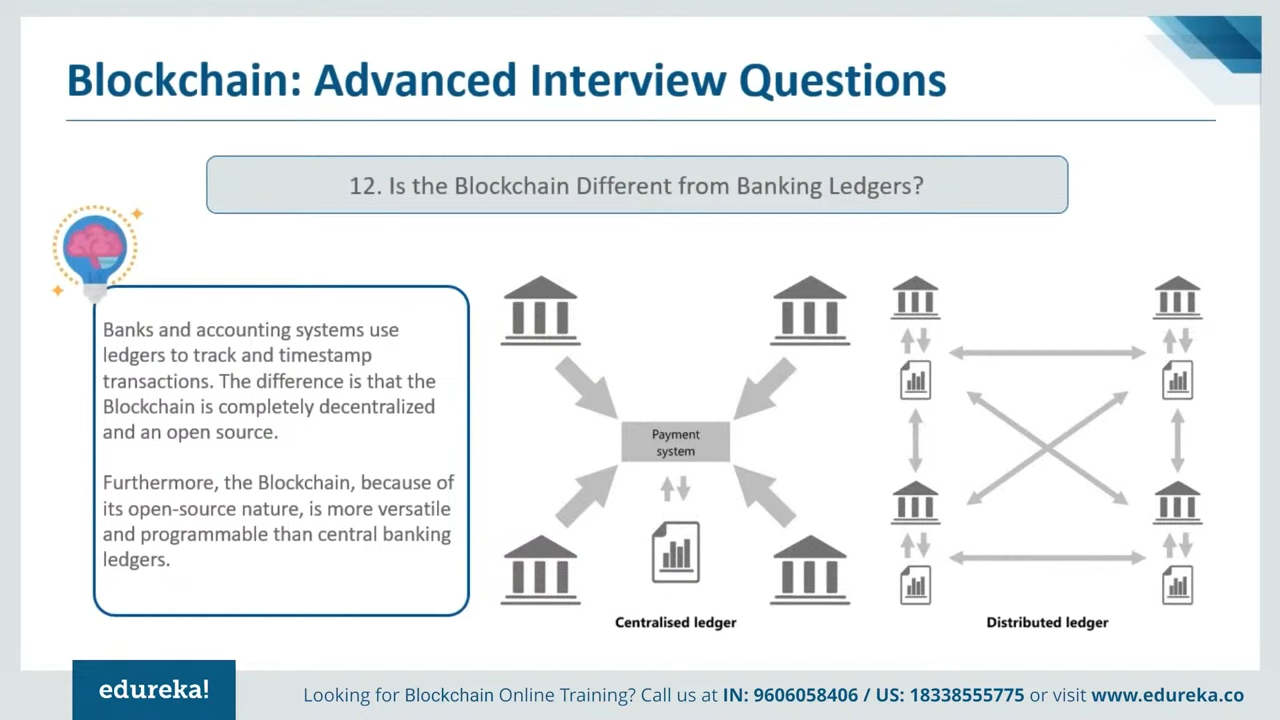 Blockchain: Advanced Interview Questions
12. Is the Blockchain Different from Banking Ledgers?
Banks and accounting systems use
ledgers to track and timestamp
transactions. The difference is that the
Blockchain is completely decentralized
and an open source.
Furthermore, the Blockchain, because of
its open-source nature, is more versatile
and programmable than central banking
ledgers.
Payment
system
Centralised ledger
Distributed ledger
edureka!
Looking for Blockchain Online Training? Call us at IN: 9606058406 / US: 18338555775 or visit www.edureka.co